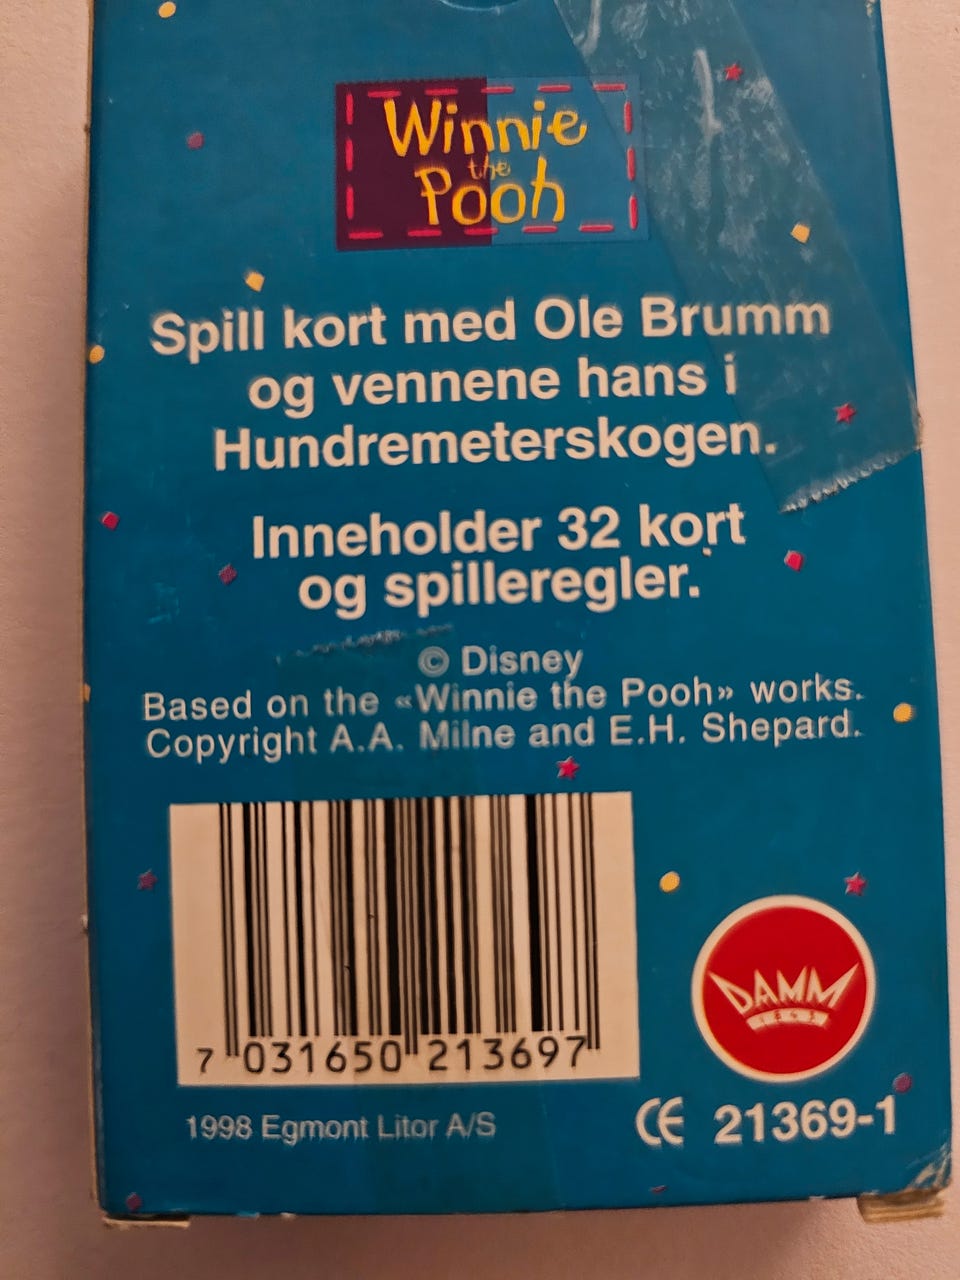 Winnie
the
Pooh
Spill kort med Ole Brumm
og vennene hans i
Hundremeterskogen.
Inneholder 32 kort
og spilleregler.
© Disney
Based on the «Winnie the Pooh» works.
Copyright A.A. Milne and E.H. Shepard.
7 031650 213697
DAMM
1843
1998 Egmont Litor A/S
CE 21369-1